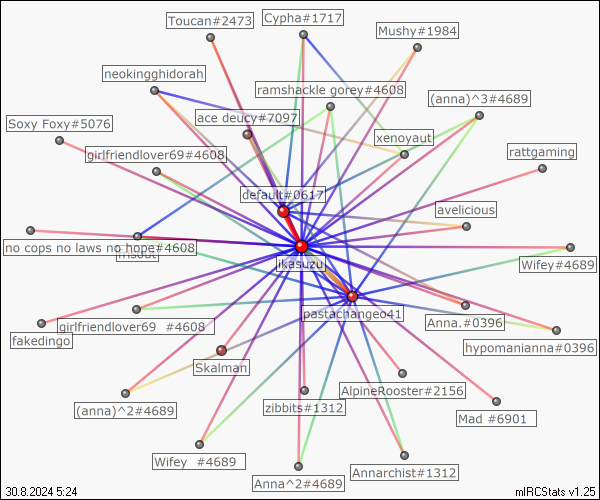 Toucan#2473
Cypha#1717
Mushy#1984
neokingghidorah
ramshackle gorey#4608
(anna)^3#4689
Soxy Foxy#5076
ace deucy#7097
xenoyaut
girlfriendlover69#4608
rattgaming
default#0617
avelicious
no cops no laws no hope#4608
ikasuzu
Wifey#4689
pastachangeo41
girlfriendlover69 #4608
Anna.#0396
fakedingo
hypomanianna#0396
Skalman
AlpineRooster#2156
(anna)^2#4689
zibbits#1312
Mad #6901
Wifey #4689
Anna^2#4689
Annarchist#1312
30.8.2024 5:24
mIRCStats v1.25